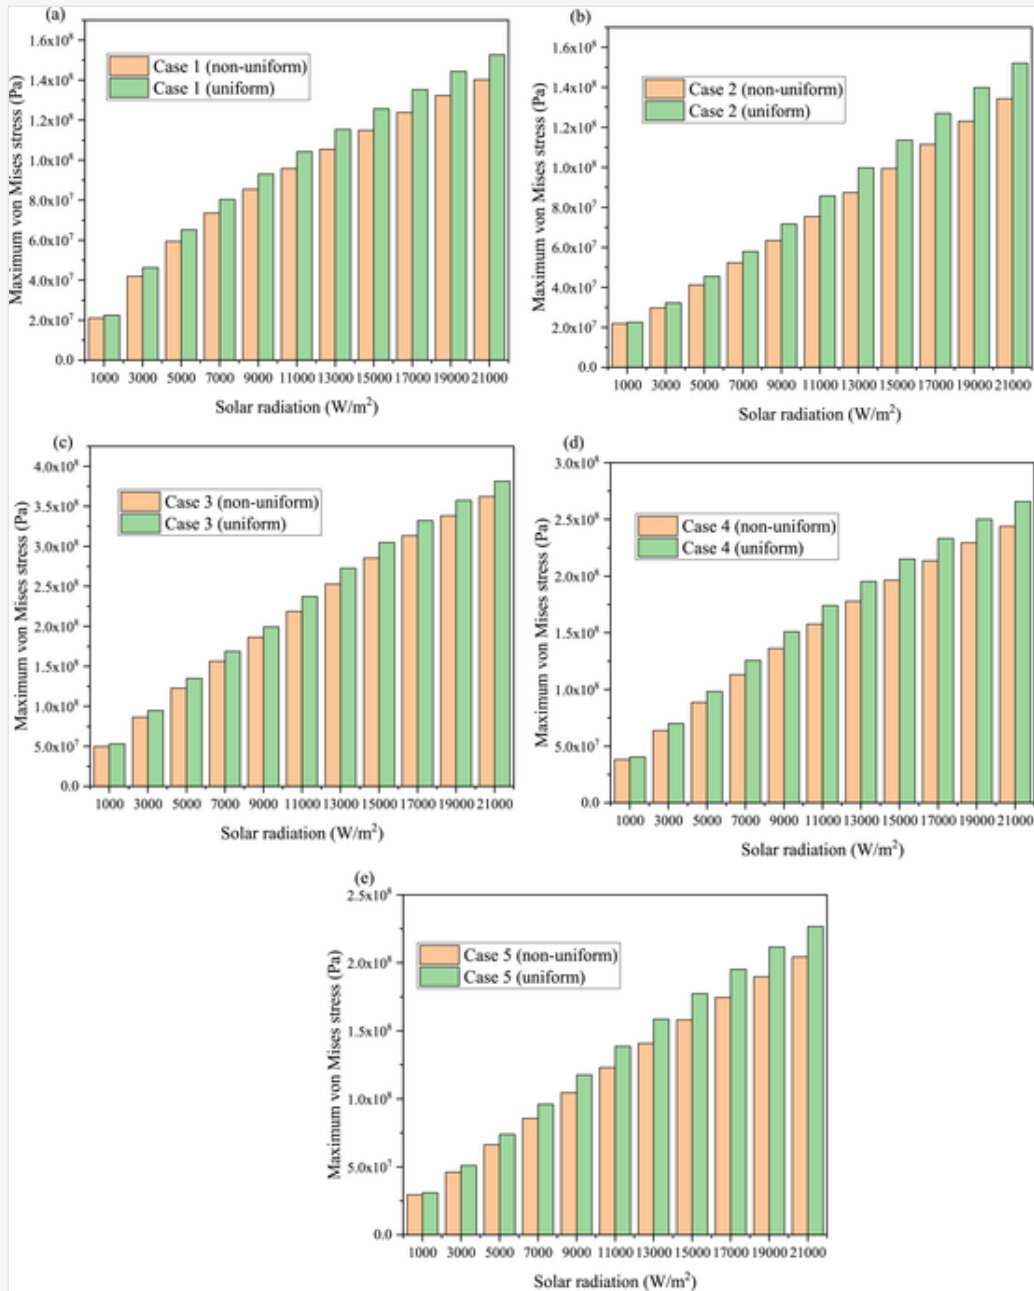 (a)
Maximum von Mises stress (Pa)
1.6x10⁸
1.4x10⁸
1.2x10⁸
1.0x10⁸
8.0x10⁷
6.0x10⁷
4.0x10⁷
2.0x10⁷
0.0
Case 1 (non-uniform)
Case 1 (uniform)
1000 3000 5000 7000 9000 11000 13000 15000 17000 19000 21000
Solar radiation (W/m²)
(b)
Maximum von Mises stress (Pa)
1.6x10⁸
1.4x10⁸
1.2x10⁸
1.0x10⁸
8.0x10⁷
6.0x10⁷
4.0x10⁷
2.0x10⁷
0.0
Case 2 (non-uniform)
Case 2 (uniform)
1000 3000 5000 7000 9000 11000 13000 15000 17000 19000 21000
Solar radiation (W/m²)
(c)
Maximum von Mises stress (Pa)
4.0x10⁸
3.5x10⁸
3.0x10⁸
2.5x10⁸
2.0x10⁸
1.5x10⁸
1.0x10⁸
5.0x10⁷
0.0
Case 3 (non-uniform)
Case 3 (uniform)
1000 3000 5000 7000 9000 11000 13000 15000 17000 19000 21000
Solar radiation (W/m²)
(d)
Maximum von Mises stress (Pa)
3.0x10⁸
2.5x10⁸
2.0x10⁸
1.5x10⁸
1.0x10⁸
5.0x10⁷
0.0
Case 4 (non-uniform)
Case 4 (uniform)
1000 3000 5000 7000 9000 11000 13000 15000 17000 19000 21000
Solar radiation (W/m²)
(e)
Maximum von Mises stress (Pa)
2.5x10⁸
2.0x10⁸
1.5x10⁸
1.0x10⁸
5.0x10⁷
0.0
Case 5 (non-uniform)
Case 5 (uniform)
1000 3000 5000 7000 9000 11000 13000 15000 17000 19000 21000
Solar radiation (W/m²)